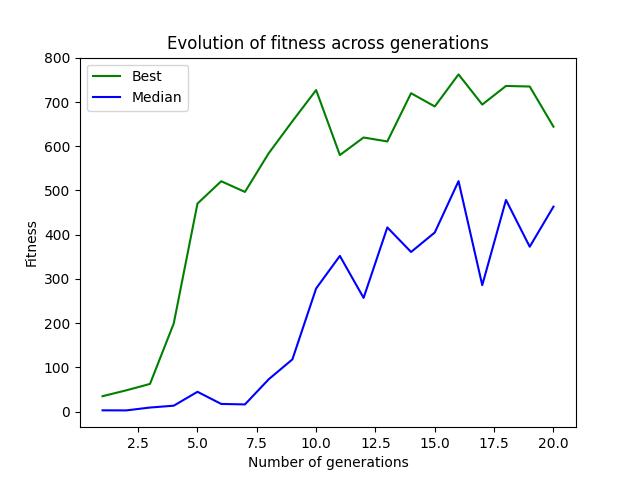 Evolution of fitness across generations
Best
Median
800
700
600
500
400
300
200
100
0
Fitness
2.5 5.0 7.5 10.0 12.5 15.0 17.5 20.0
Number of generations